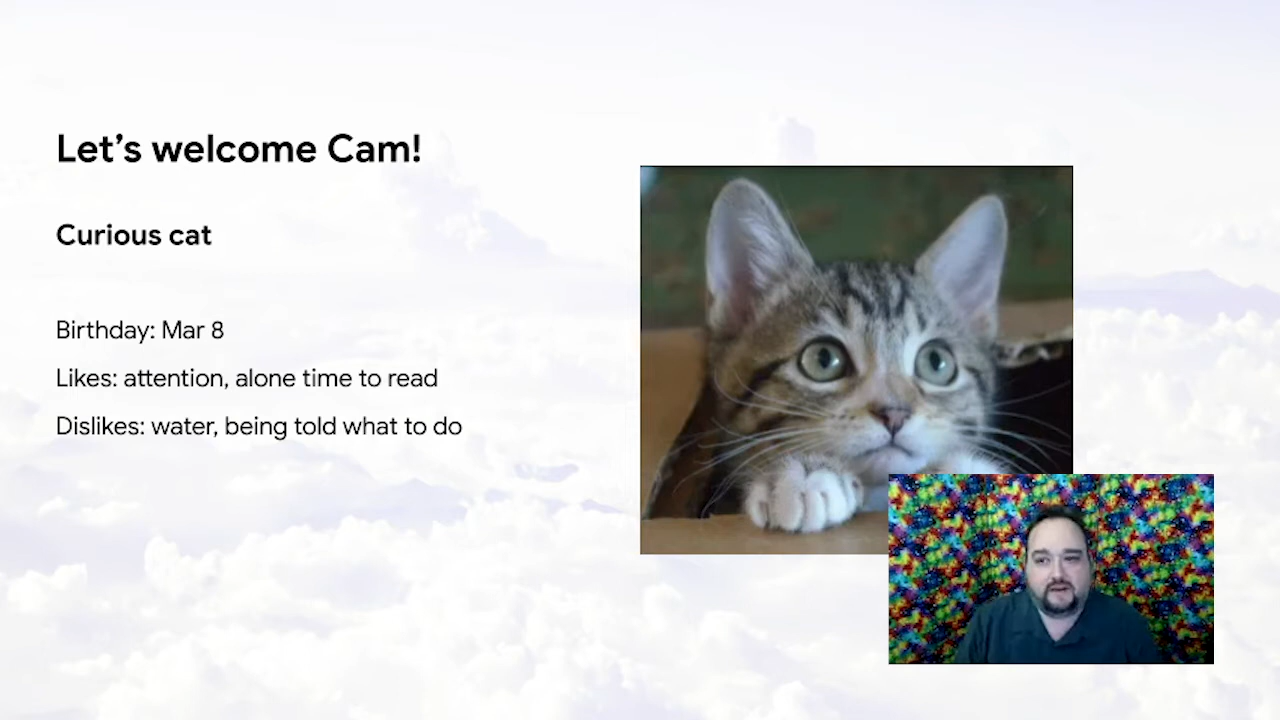 Let’s welcome Cam!
Curious cat
Birthday: Mar 8
Likes: attention, alone time to read
Dislikes: water, being told what to do